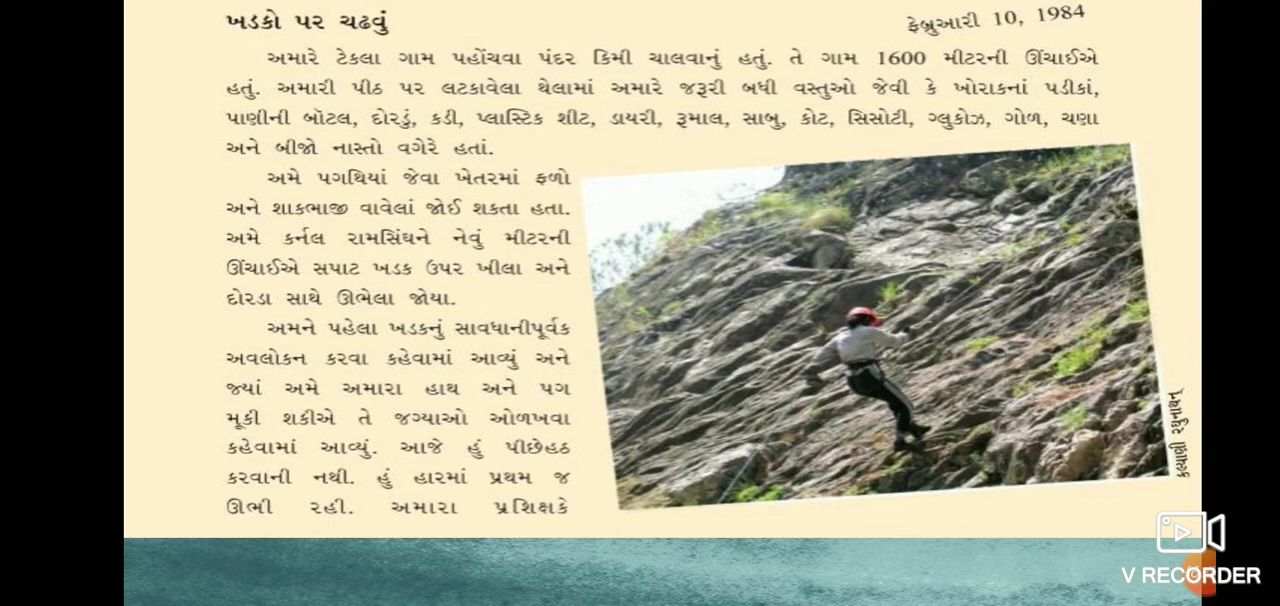 ખડકો પર ચઢવું
ફેબ્રુઆરી 10, 1984
અમારે ટેકલા ગામ પહોંચવા પંદર કિમી ચાલવાનું હતું. તે ગામ 1600 મીટરની ઊંચાઈએ
હતું. અમારી પીઠ પર લટકાવેલા થેલામાં અમારે જરૂરી બધી વસ્તુઓ જેવી કે ખોરાકનાં પડીકાં,
પાણીની બૉટલ, દોરડું, કડી, પ્લાસ્ટિક શીટ, ડાયરી, રૂમાલ, સાબુ, કોટ, સિસોટી, ગ્લુકોઝ, ગોળ, ચણા
અને બીજો નાસ્તો વગેરે હતાં.
અમે પગથિયાં જેવા ખેતરમાં ફળો
અને શાકભાજી વાવેલાં જોઈ શકતા હતા.
અમે કર્નલ રામસિંઘને નેવું મીટરની
ઊંચાઈએ સપાટ ખડક ઉપર ખીલા અને
દોરડા સાથે ઊભેલા જોયા.
અમને પહેલા ખડકનું સાવધાનીપૂર્વક
અવલોકન કરવા કહેવામાં આવ્યું અને
જ્યાં અમે અમારા હાથ અને પગ
મૂકી શકીએ તે જગ્યાઓ ઓળખવા
કહેવામાં આવ્યું. આજે હું પીછેહઠ
કરવાની નથી. હું હારમાં પ્રથમ જ
ઊભી રહી. અમારા પ્રશિક્ષકે
કલ્યાણી રઘુનાથને
V RECORDER